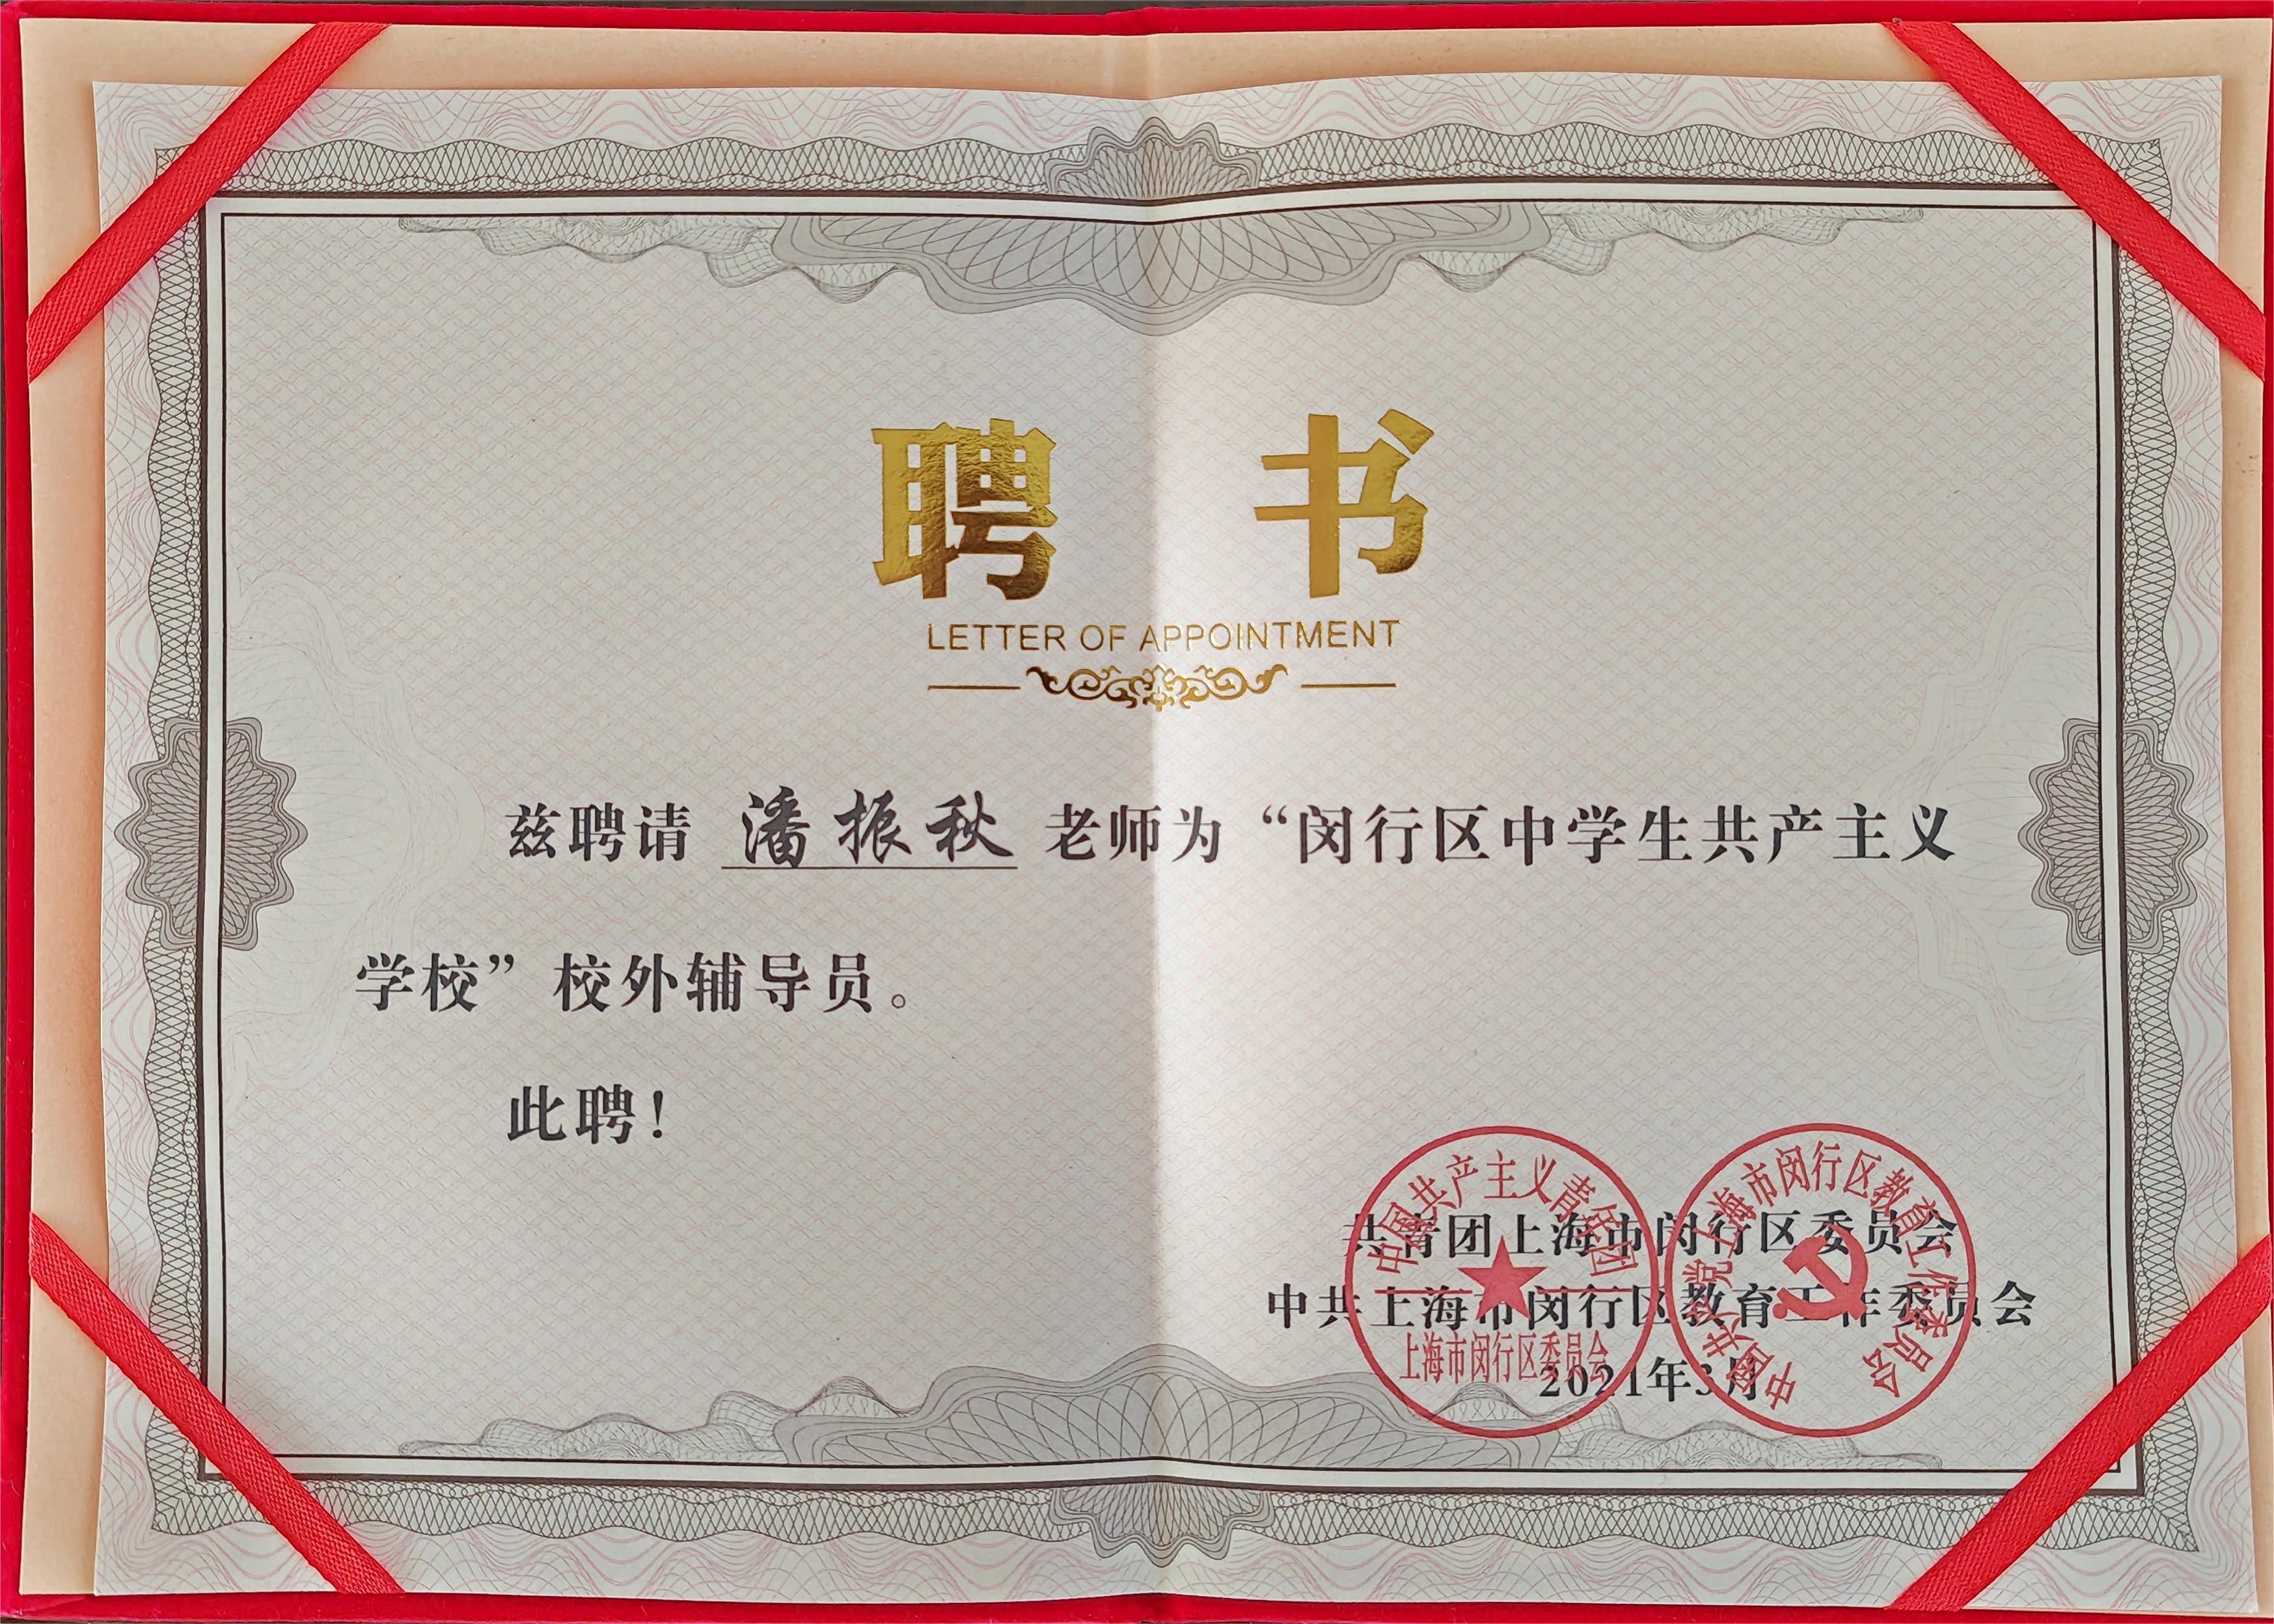 聘 书
LETTER OF APPOINTMENT
兹聘请 潘振秋 老师为“闵行区中学生共产主义
学校”校外辅导员。
此聘！
共青团上海市闵行区委员会
中共上海市闵行区教育工作委员会
2021年3月
中国共产主义青年团
上海市闵行区委员会
中国共产党上海市闵行区教育工作委员会